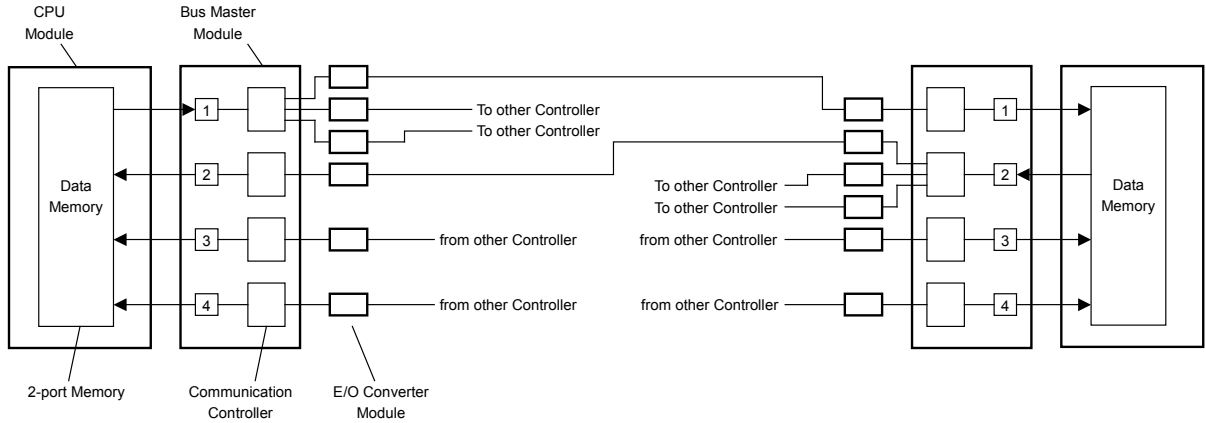 CPU
Module
Bus Master
Module
1
To other Controller
To other Controller
2
3
from other Controller
4
from other Controller
Data
Memory
1
To other Controller
2
To other Controller
from other Controller
3
from other Controller
4
Data
Memory
2-port Memory
Communication
Controller
E/O Converter
Module